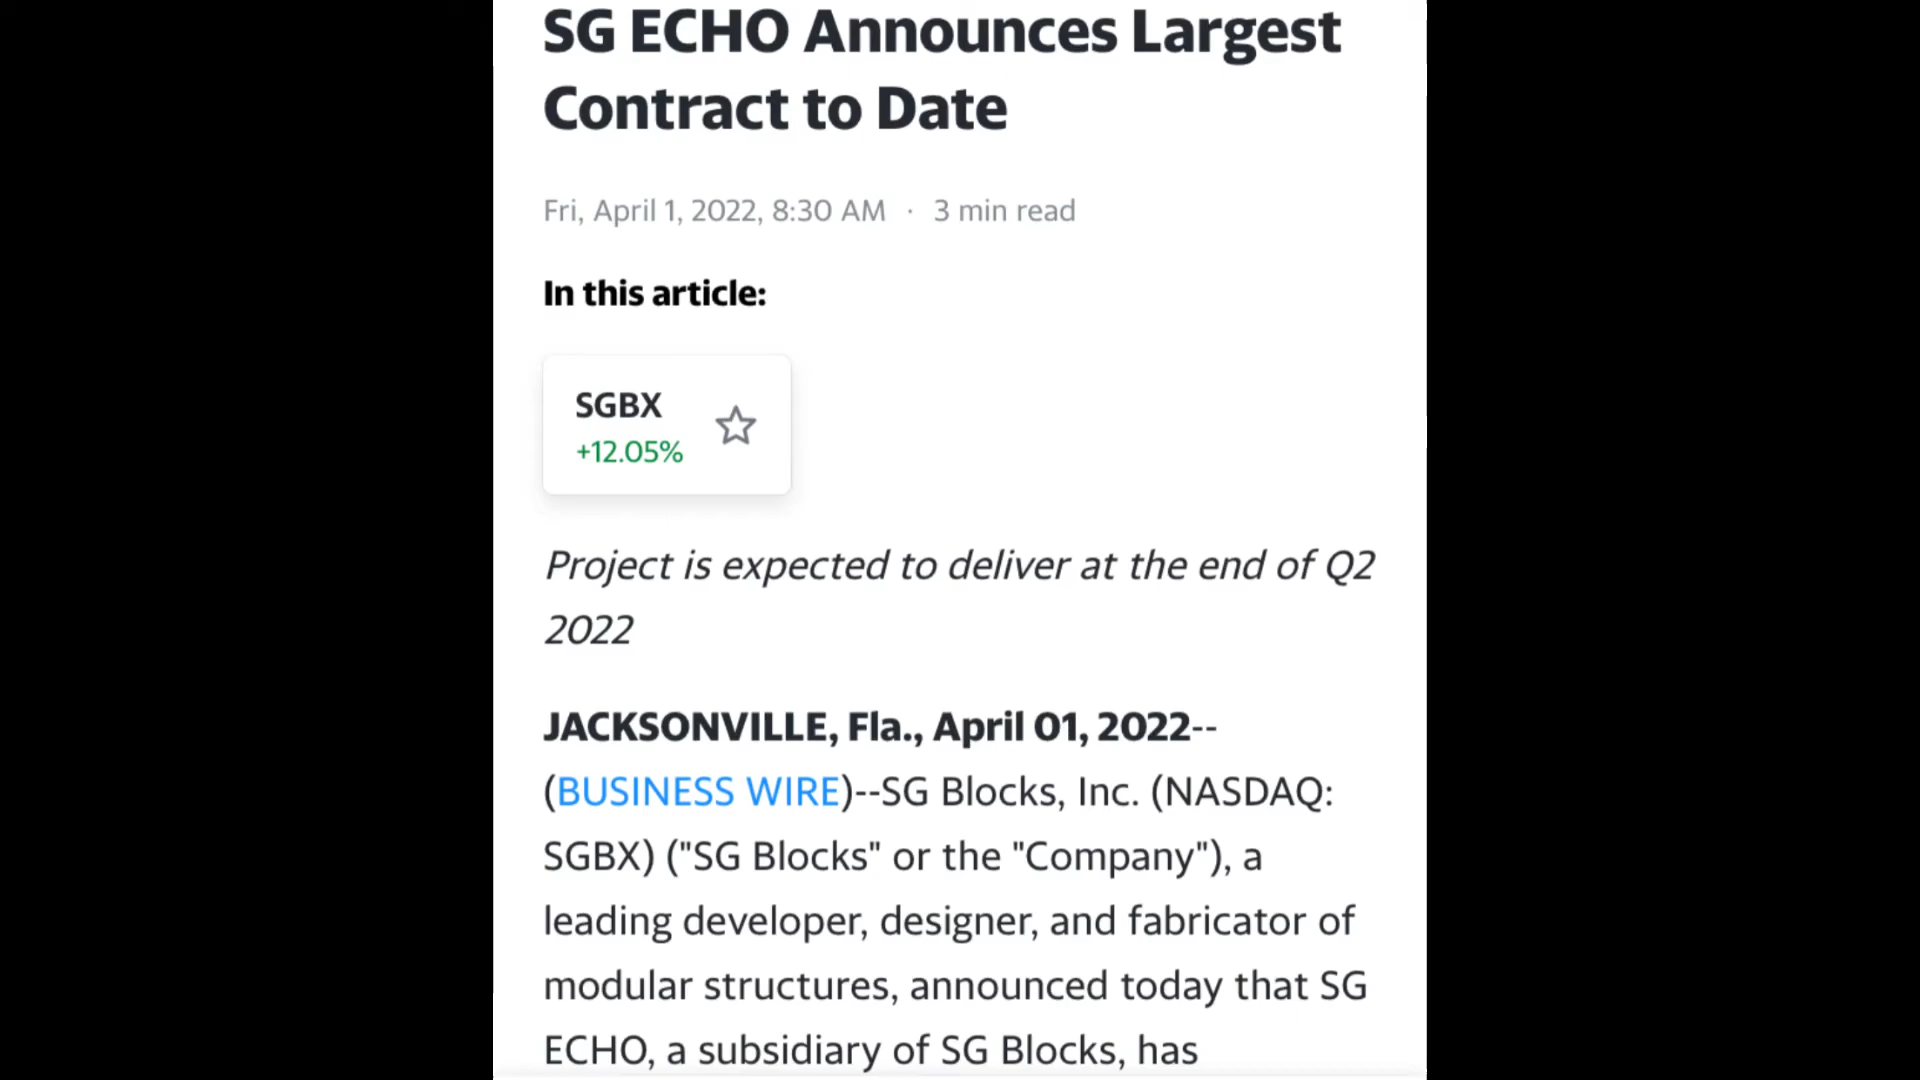 SG ECHO Announces Largest
Contract to Date
Fri, April 1, 2022, 8:30 AM · 3 min read
In this article:
SGBX
+12.05%
Project is expected to deliver at the end of Q2
2022
JACKSONVILLE, Fla., April 01, 2022--
(BUSINESS WIRE)--SG Blocks, Inc. (NASDAQ:
SGBX) ("SG Blocks" or the "Company"), a
leading developer, designer, and fabricator of
modular structures, announced today that SG
ECHO, a subsidiary of SG Blocks, has